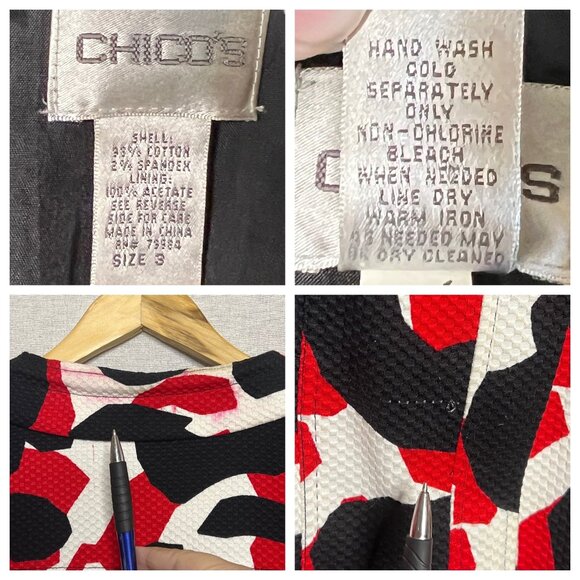 CHICO'S
SHELL:
98% COTTON
2% SPANDEX
LINING:
100% ACETATE
SEE REVERSE
SIDE FOR CARE
MADE IN CHINA
RN# 79984
SIZE 3
HAND WASH
COLD
SEPARATELY
ONLY
NON-CHLORINE
BLEACH
WHEN NEEDED
LINE DRY
WARM IRON
AS NEEDED MAY
BE DRY CLEANED
C
S